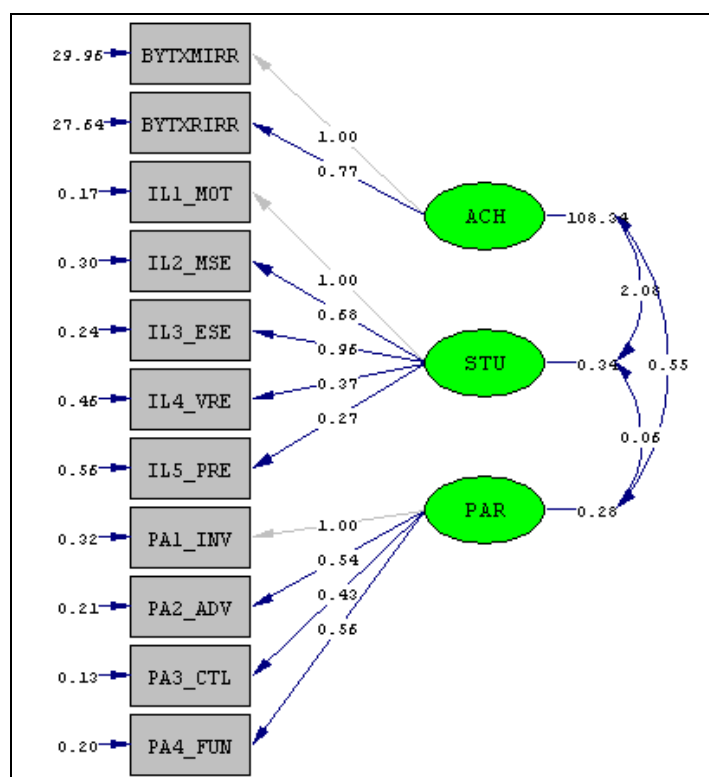 29.96 BYTXMIRR
27.64 BYTXRIRR
0.17 IL1_MOT
0.30 IL2_MSE
0.24 IL3_ESE
0.46 IL4_VRE
0.56 IL5_PRE
0.32 PA1_INV
0.21 PA2_ADV
0.13 PA3_CTL
0.20 PA4_FUN
1.00
0.77
1.00
0.68
0.96
0.37
0.27
1.00
0.54
0.43
0.56
ACH 108.34
STU 0.34
PAR 0.28
2.08
0.55
0.06